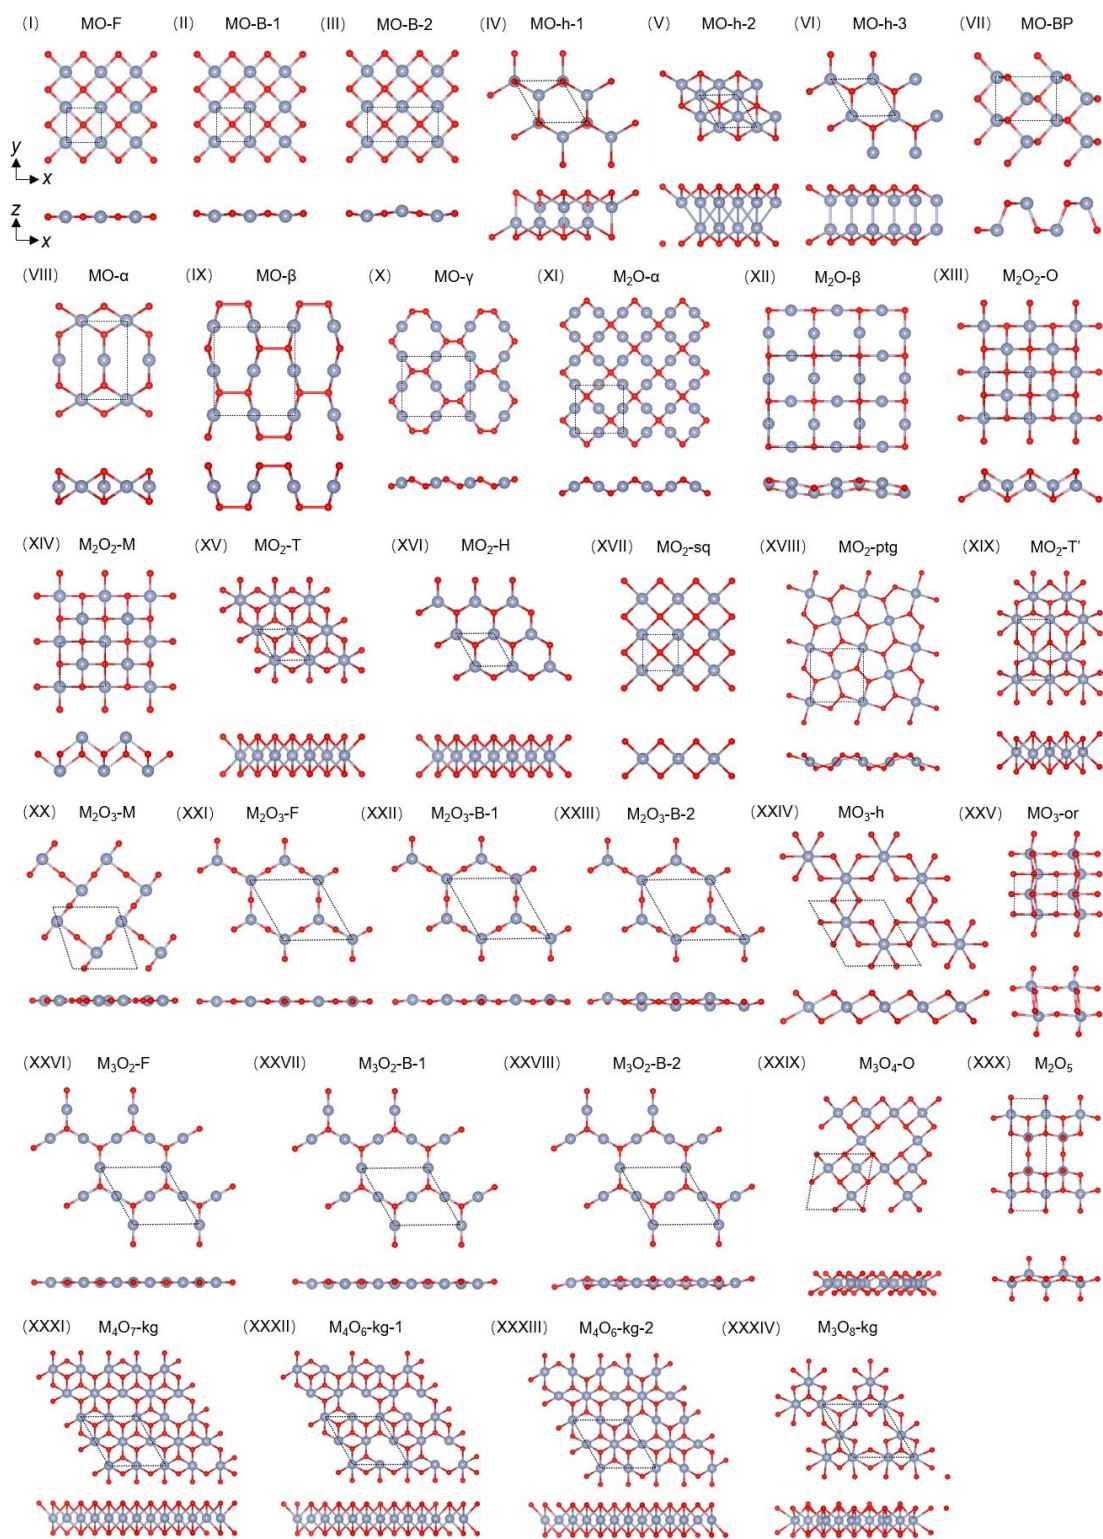 (I) MO-F (II) MO-B-1 (III) MO-B-2 (IV) MO-h-1 (V) MO-h-2 (VI) MO-h-3 (VII) MO-BP
y
x
z
x
(VIII) MO-α (IX) MO-β (X) MO-γ (XI) M₂O-α (XII) M₂O-β (XIII) M₂O₂-O
(XIV) M₂O₂-M (XV) MO₂-T (XVI) MO₂-H (XVII) MO₂-sq (XVIII) MO₂-ptg (XIX) MO₂-T’
(XX) M₂O₃-M (XXI) M₂O₃-F (XXII) M₂O₃-B-1 (XXIII) M₂O₃-B-2 (XXIV) MO₃-h (XXV) MO₃-or
(XXVI) M₃O₂-F (XXVII) M₃O₂-B-1 (XXVIII) M₃O₂-B-2 (XXIX) M₃O₄-O (XXX) M₂O₅
(XXXI) M₄O₇-kg (XXXII) M₄O₆-kg-1 (XXXIII) M₄O₆-kg-2 (XXXIV) M₃O₈-kg